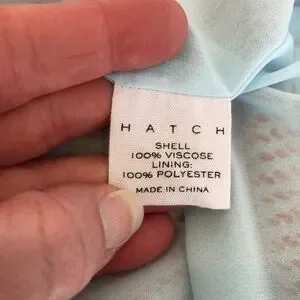 HATCH
SHELL
100% VISCOSE
LINING:
100% POLYESTER
MADE IN CHINA